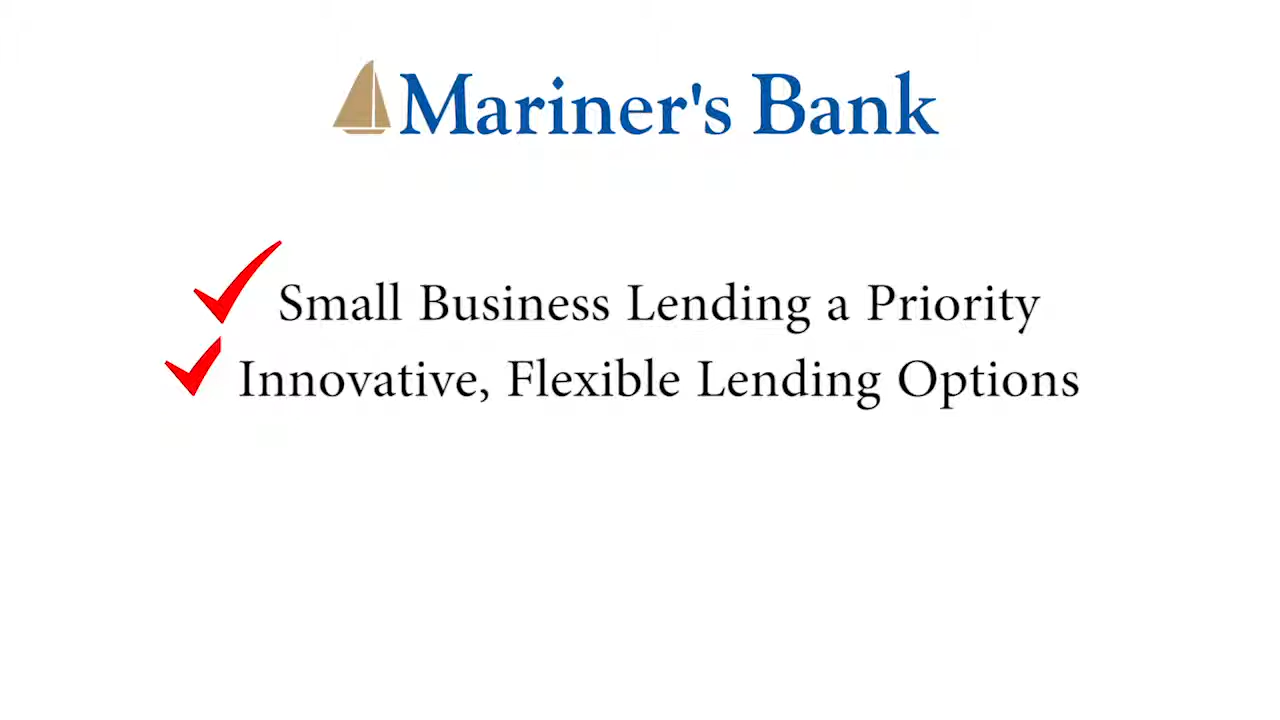 Mariner's Bank
Small Business Lending a Priority
Innovative, Flexible Lending Options